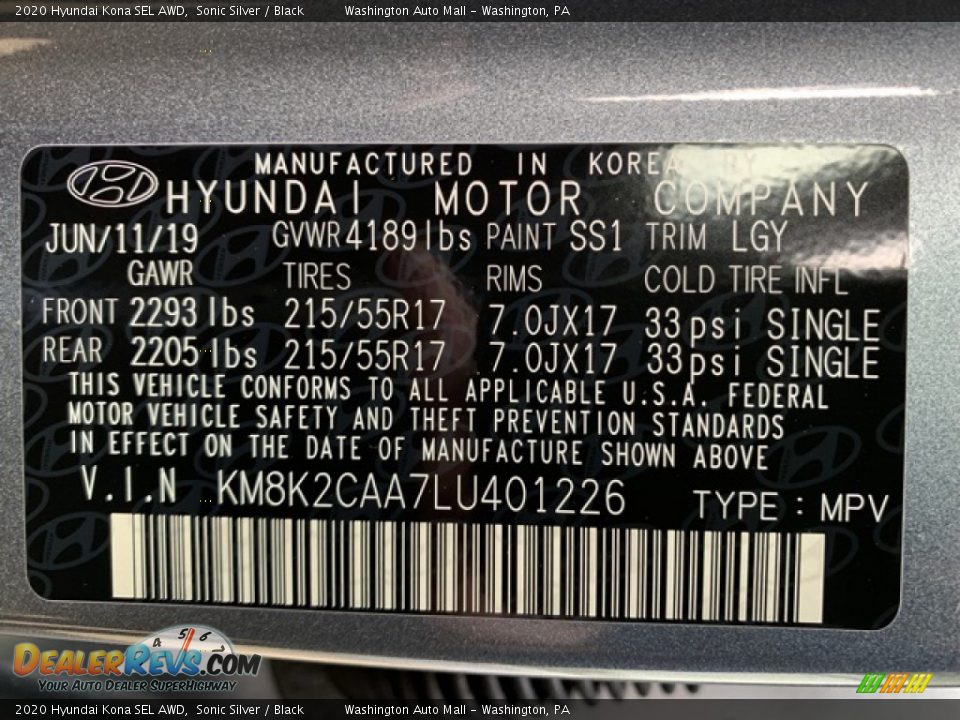 2020 Hyundai Kona SEL AWD, Sonic Silver / Black Washington Auto Mall - Washington, PA
MANUFACTURED IN KOREA BY
HYUNDAI MOTOR COMPANY
JUN/11/19 GVWR 4189 lbs PAINT SS1 TRIM LGY
GAWR TIRES RIMS COLD TIRE INFL
FRONT 2293 lbs 215/55R17 7.0JX17 33psi SINGLE
REAR 2205 lbs 215/55R17 7.0JX17 33psi SINGLE
THIS VEHICLE CONFORMS TO ALL APPLICABLE U.S.A. FEDERAL
MOTOR VEHICLE SAFETY AND THEFT PREVENTION STANDARDS
IN EFFECT ON THE DATE OF MANUFACTURE SHOWN ABOVE
V.I.N KM8K2CAA7LU401226 TYPE : MPV
4 5 6 7
DEALERREVS.COM
YOUR AUTO DEALER SUPERHIGHWAY
2020 Hyundai Kona SEL AWD, Sonic Silver / Black Washington Auto Mall - Washington, PA